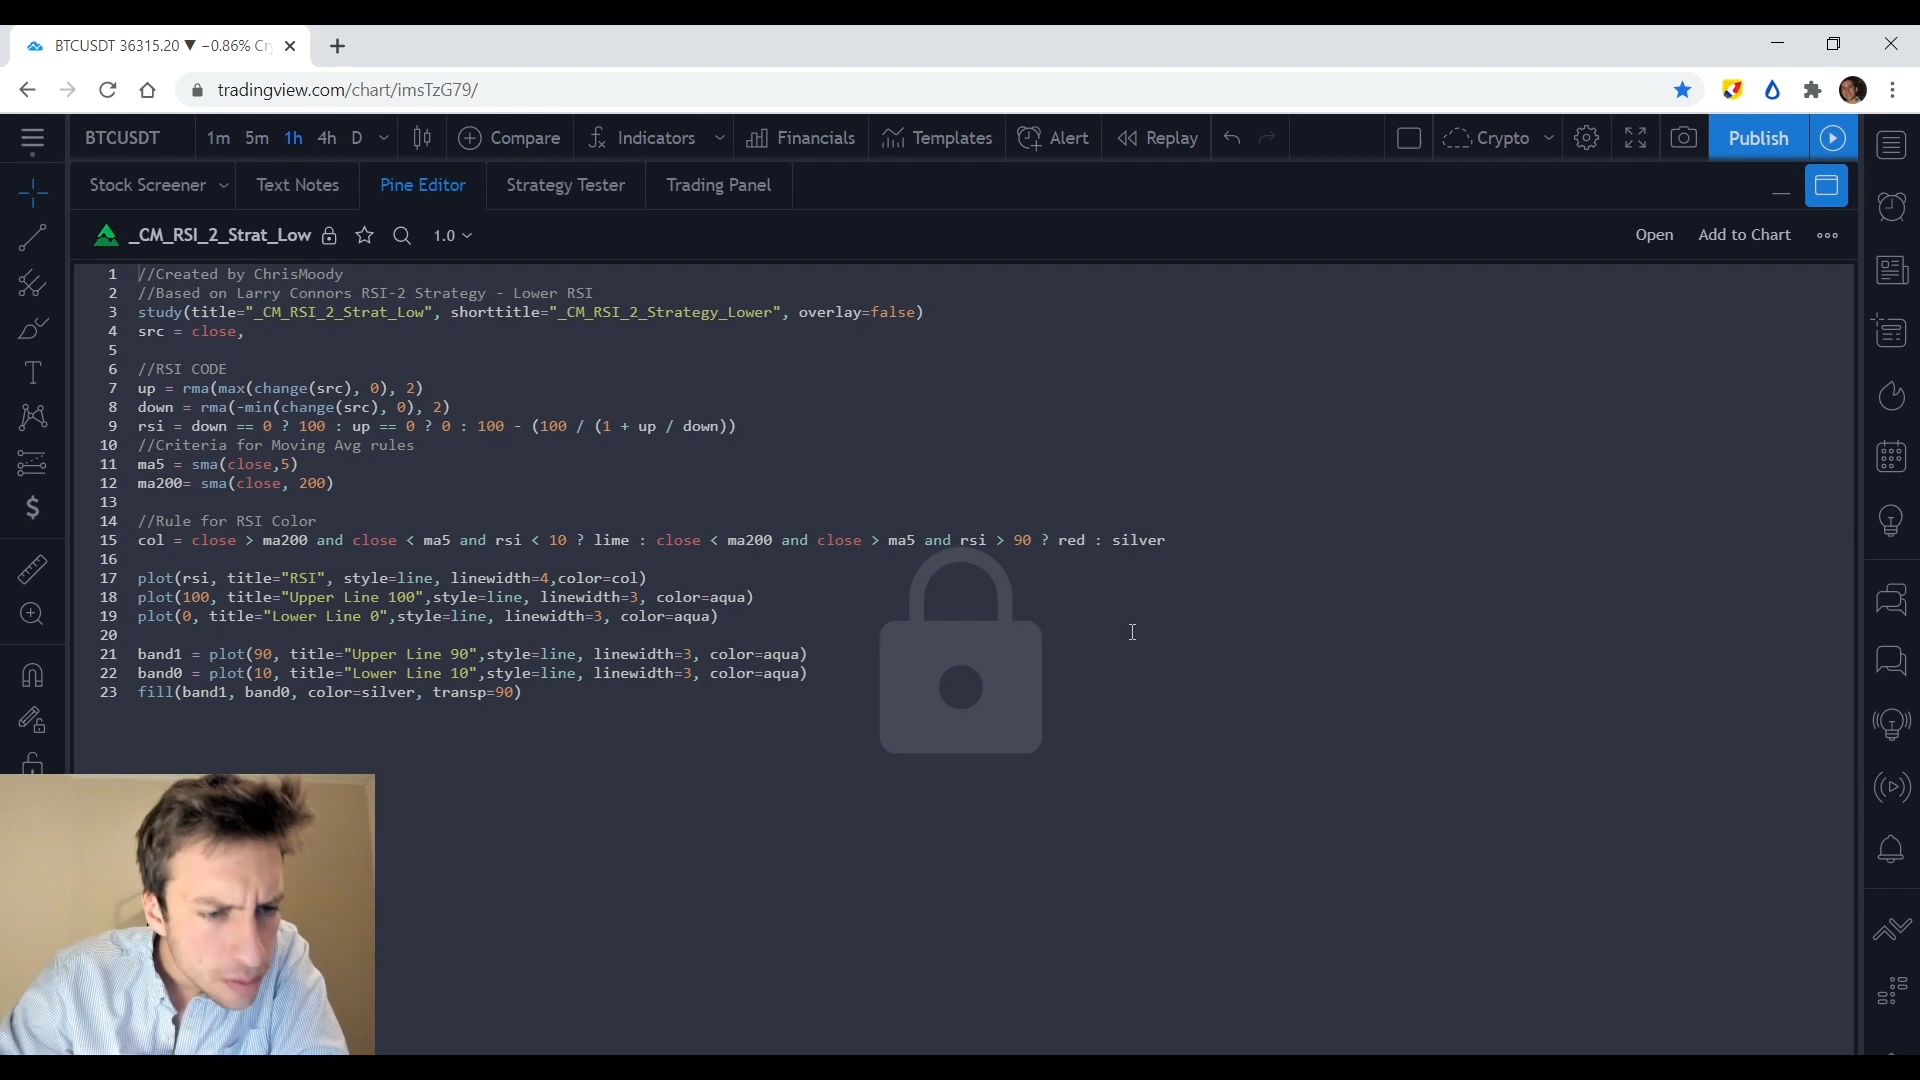 BTCUSDT 36315.20 ▼ −0.86% Cr
tradingview.com/chart/imsTzG79/
BTCUSDT 1m 5m 1h 4h D Compare Indicators Financials Templates Alert Replay Crypto Publish
Stock Screener Text Notes Pine Editor Strategy Tester Trading Panel
_CM_RSI_2_Strat_Low 1.0 Open Add to Chart
1 //Created by ChrisMoody
2 //Based on Larry Connors RSI-2 Strategy - Lower RSI
3 study(title="_CM_RSI_2_Strat_Low", shorttitle="_CM_RSI_2_Strategy_Lower", overlay=false)
4 src = close,
5
6 //RSI CODE
7 up = rma(max(change(src), 0), 2)
8 down = rma(-min(change(src), 0), 2)
9 rsi = down == 0 ? 100 : up == 0 ? 0 : 100 - (100 / (1 + up / down))
10 //Criteria for Moving Avg rules
11 ma5 = sma(close,5)
12 ma200= sma(close, 200)
13
14 //Rule for RSI Color
15 col = close > ma200 and close < ma5 and rsi < 10 ? lime : close < ma200 and close > ma5 and rsi > 90 ? red : silver
16
17 plot(rsi, title="RSI", style=line, linewidth=4,color=col)
18 plot(100, title="Upper Line 100",style=line, linewidth=3, color=aqua)
19 plot(0, title="Lower Line 0",style=line, linewidth=3, color=aqua)
20
21 band1 = plot(90, title="Upper Line 90",style=line, linewidth=3, color=aqua)
22 band0 = plot(10, title="Lower Line 10",style=line, linewidth=3, color=aqua)
23 fill(band1, band0, color=silver, transp=90)